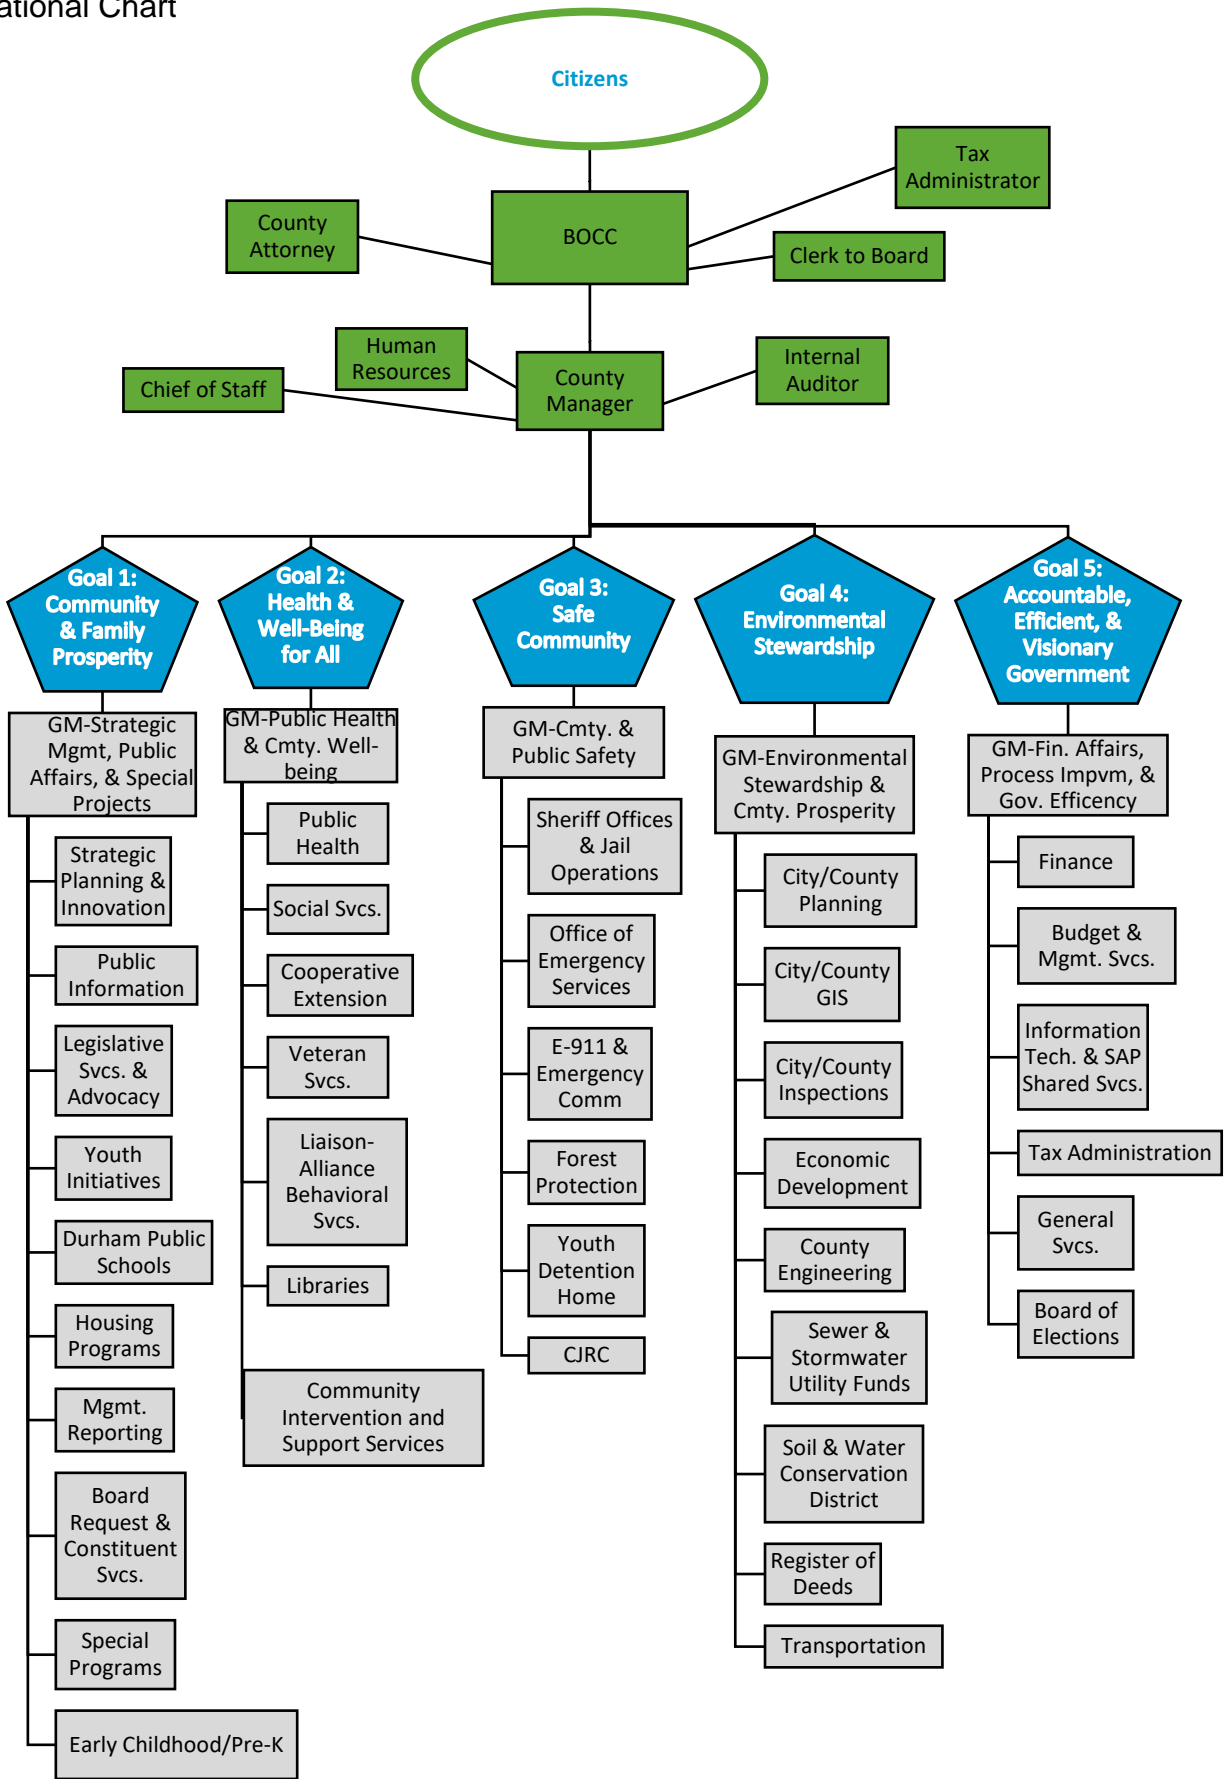 ational Chart
Citizens
Tax
Administrator
County
Attorney
BOCC
Clerk to Board
Human
Resources
Internal
Auditor
County
Manager
Chief of Staff
Goal 1:
Community
& Family
Prosperity
Goal 2:
Health &
Well-Being
for All
Goal 3:
Safe
Community
Goal 4:
Environmental
Stewardship
Goal 5:
Accountable,
Efficient, &
Visionary
Government
GM-Strategic
Mgmt, Public
Affairs, & Special
Projects
Strategic
Planning &
Innovation
Public
Information
Legislative
Svcs. &
Advocacy
Youth
Initiatives
Durham Public
Schools
Housing
Programs
Mgmt.
Reporting
Board
Request &
Constituent
Svcs.
Special
Programs
Early Childhood/Pre-K
GM-Public Health
& Cmty. Well-
being
Public
Health
Social Svcs.
Cooperative
Extension
Veteran
Svcs.
Liaison-
Alliance
Behavioral
Svcs.
Libraries
Community
Intervention and
Support Services
GM-Cmty. &
Public Safety
Sheriff Offices
& Jail
Operations
Office of
Emergency
Services
E-911 &
Emergency
Comm
Forest
Protection
Youth
Detention
Home
CJRC
GM-Environmental
Stewardship &
Cmty. Prosperity
City/County
Planning
City/County
GIS
City/County
Inspections
Economic
Development
County
Engineering
Sewer &
Stormwater
Utility Funds
Soil & Water
Conservation
District
Register of
Deeds
Transportation
GM-Fin. Affairs,
Process Impvm, &
Gov. Efficency
Finance
Budget &
Mgmt. Svcs.
Information
Tech. & SAP
Shared Svcs.
Tax Administration
General
Svcs.
Board of
Elections